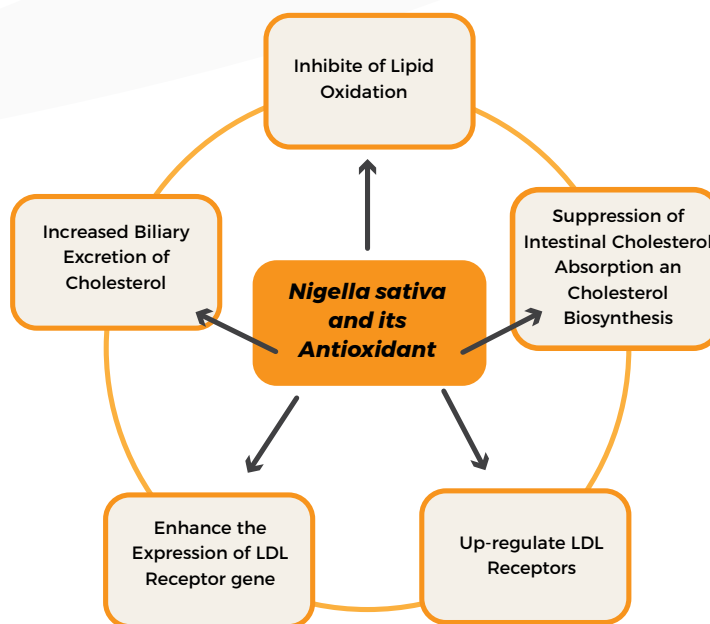 Inhibite of Lipid
Oxidation
Increased Biliary
Excretion of
Cholesterol
Suppression of
Intestinal Cholesterol
Absorption an
Cholesterol
Biosynthesis
Nigella sativa
and its
Antioxidant
Enhance the
Expression of LDL
Receptor gene
Up-regulate LDL
Receptors